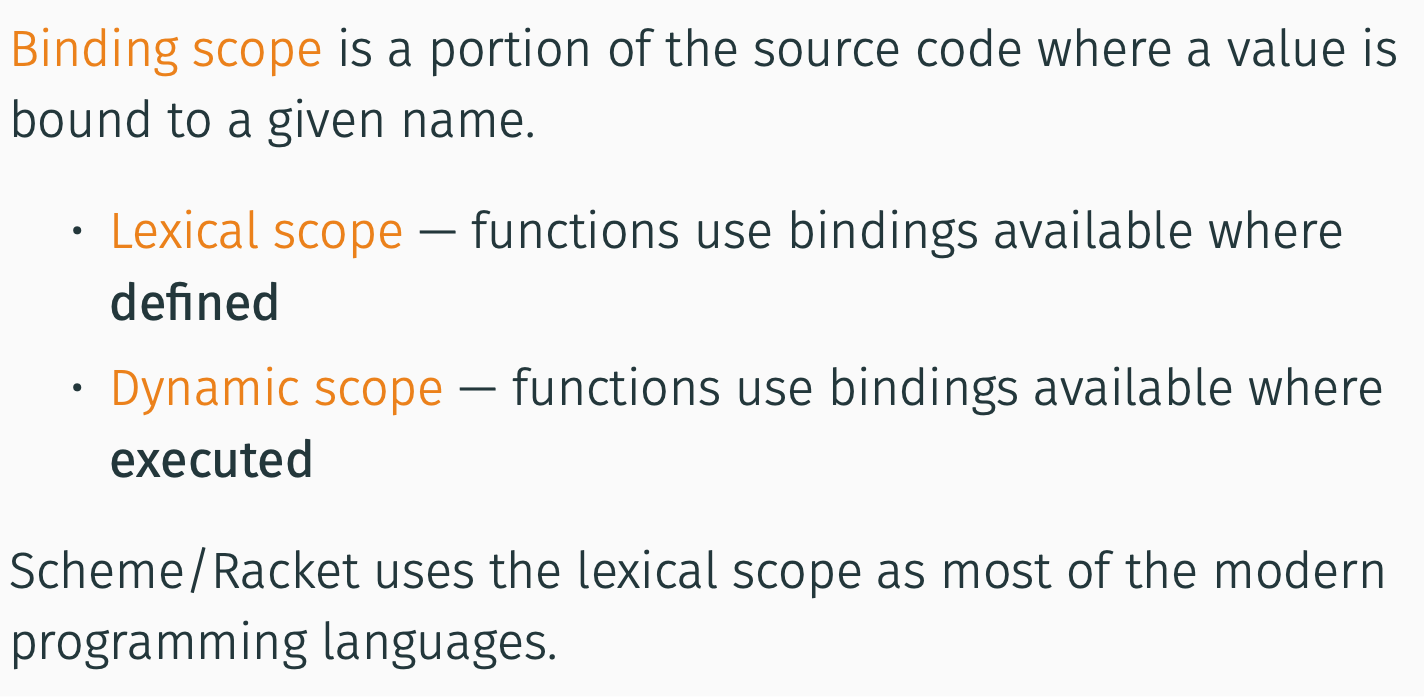 Binding scope is a portion of the source code where a value is
bound to a given name.
• Lexical scope — functions use bindings available where
defined
• Dynamic scope — functions use bindings available where
executed
Scheme/Racket uses the lexical scope as most of the modern
programming languages.